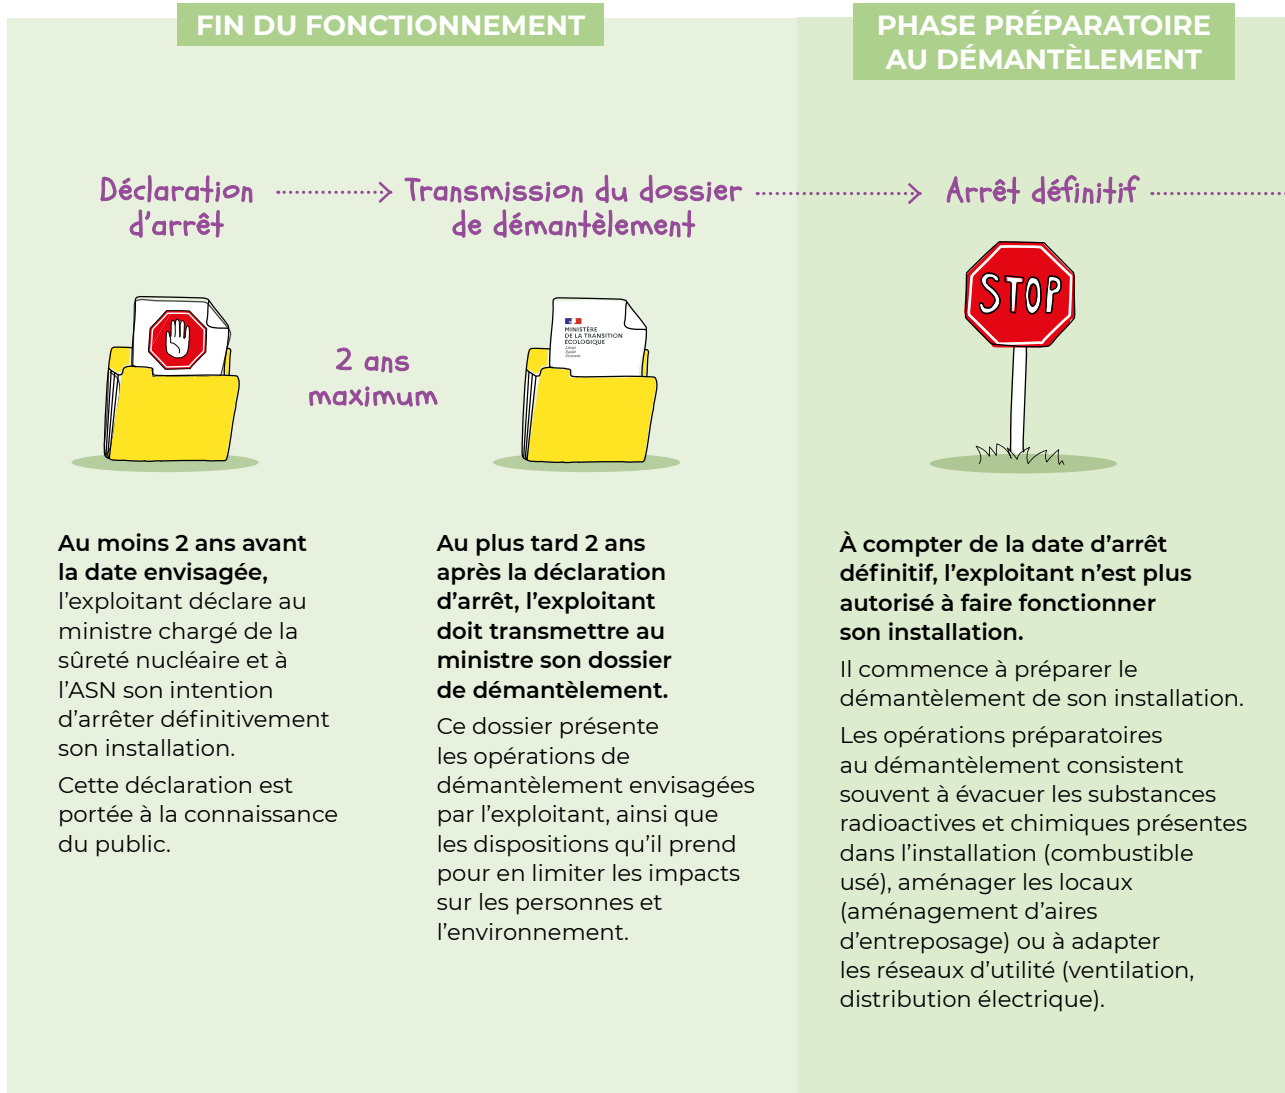 FIN DU FONCTIONNEMENT
PHASE PRÉPARATOIRE
AU DÉMANTÈLEMENT
Déclaration
d'arrêt
Transmission du dossier
de démantèlement
Arrêt définitif
2 ans
maximum
MINISTÈRE
DE LA TRANSITION
ÉCOLOGIQUE
Liberté
Égalité
Fraternité
STOP
Au moins 2 ans avant
la date envisagée,
l’exploitant déclare au
ministre chargé de la
sûreté nucléaire et à
l’ASN son intention
d’arrêter définitivement
son installation.
Cette déclaration est
portée à la connaissance
du public.
Au plus tard 2 ans
après la déclaration
d’arrêt, l’exploitant
doit transmettre au
ministre son dossier
de démantèlement.
Ce dossier présente
les opérations de
démantèlement envisagées
par l’exploitant, ainsi que
les dispositions qu’il prend
pour en limiter les impacts
sur les personnes et
l’environnement.
À compter de la date d’arrêt
définitif, l’exploitant n’est plus
autorisé à faire fonctionner
son installation.
Il commence à préparer le
démantèlement de son installation.
Les opérations préparatoires
au démantèlement consistent
souvent à évacuer les substances
radioactives et chimiques présentes
dans l’installation (combustible
usé), aménager les locaux
(aménagement d’aires
d’entreposage) ou à adapter
les réseaux d’utilité (ventilation,
distribution électrique).